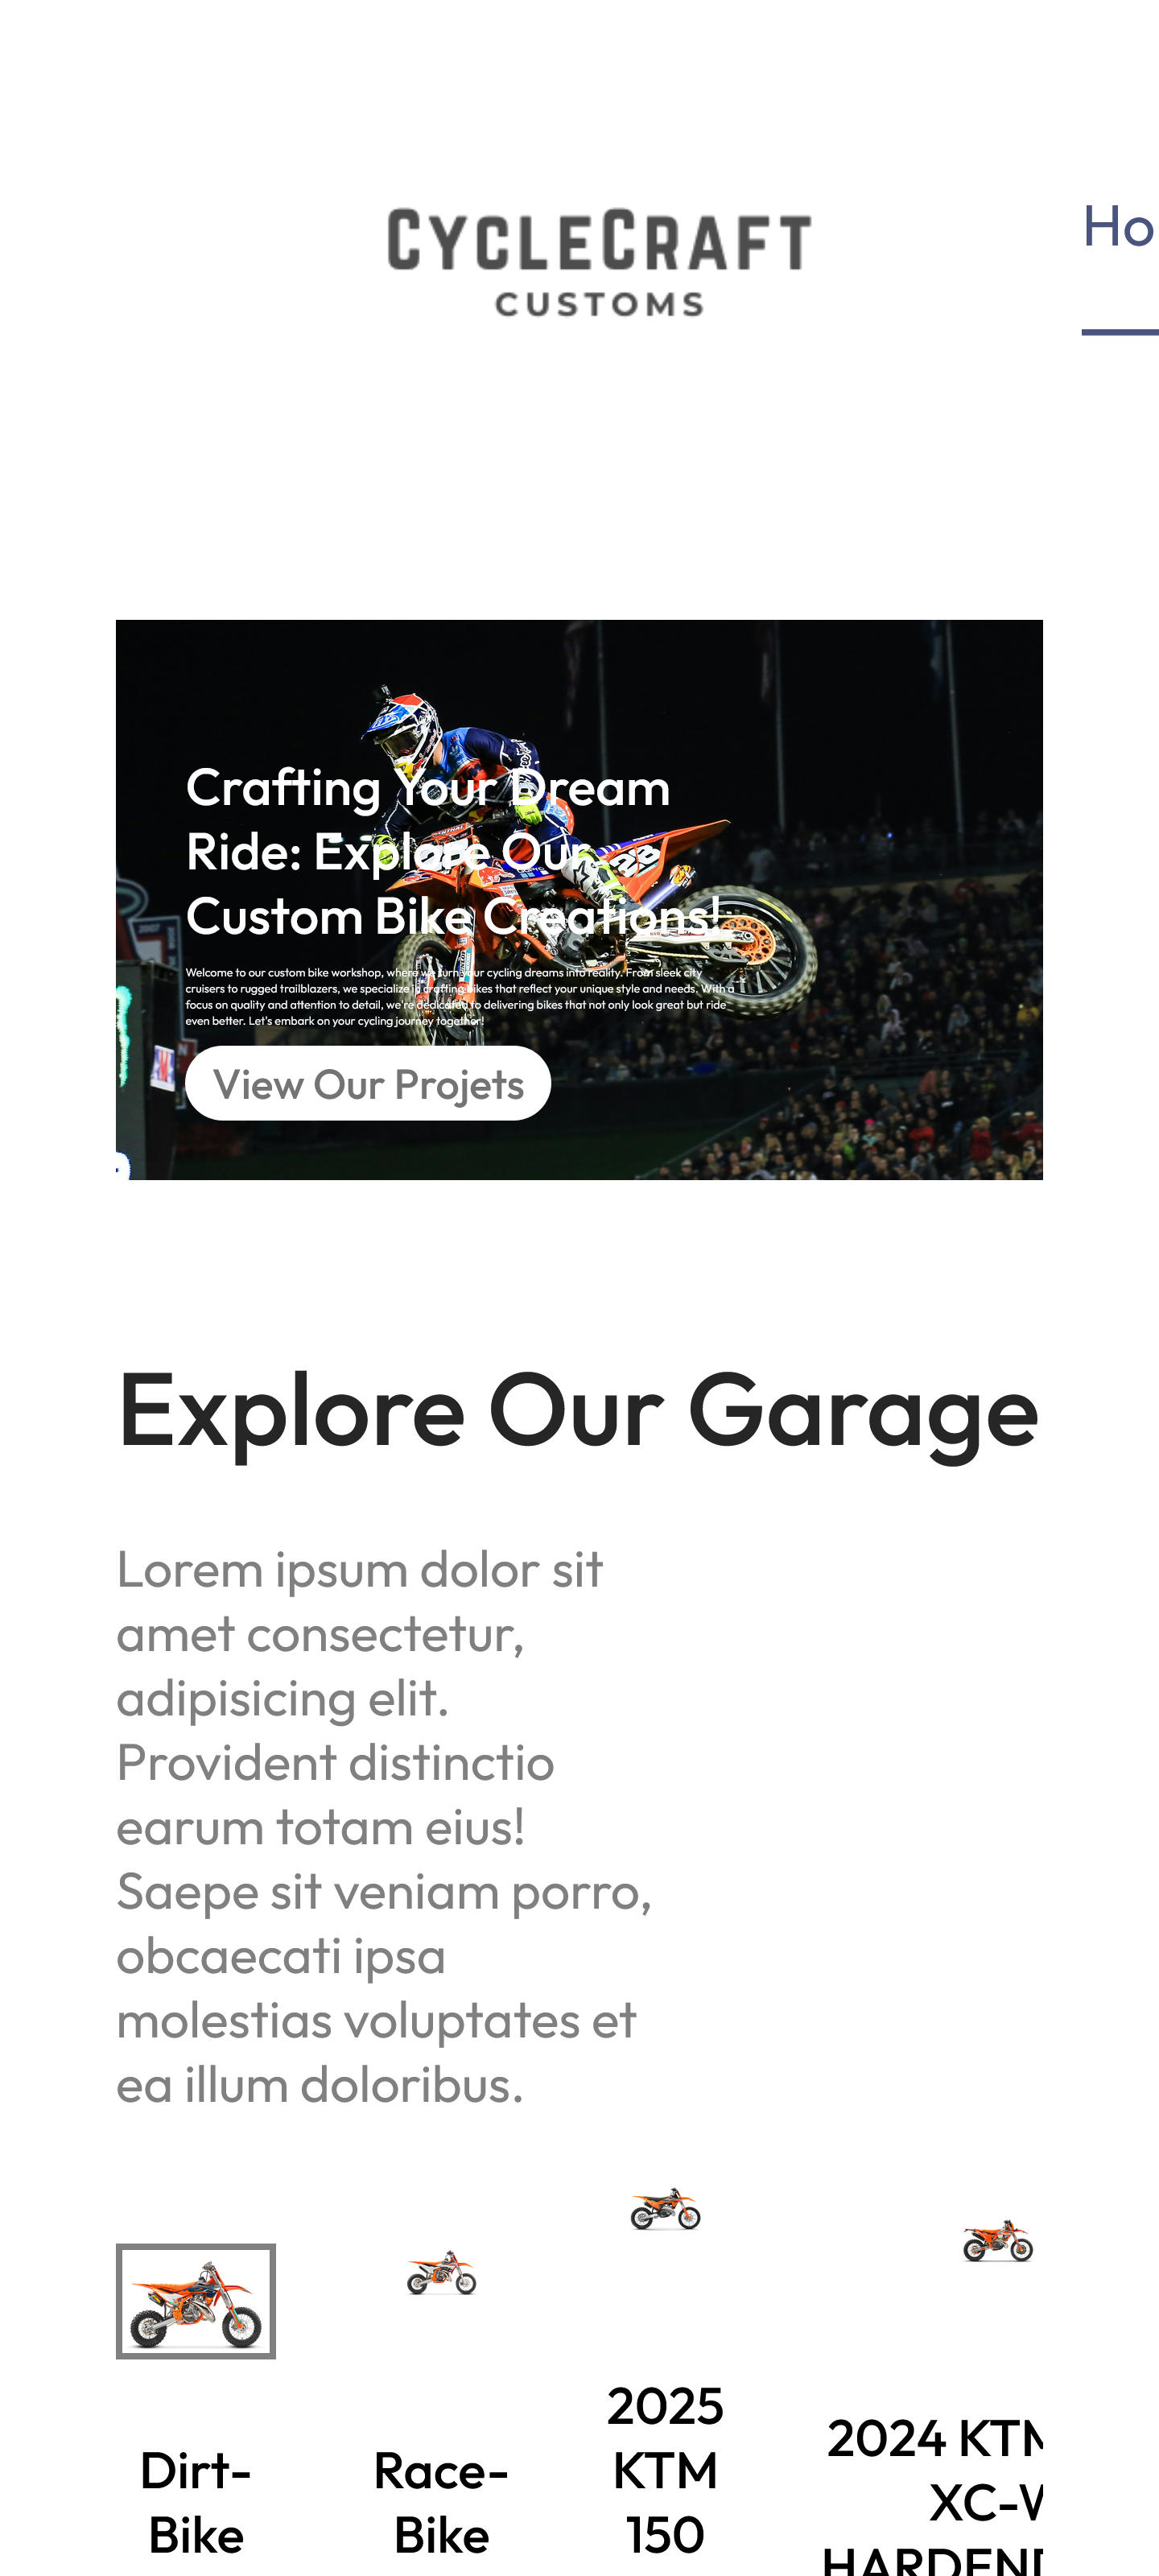 CYCLECRAFT
CUSTOMS
Ho
Crafting Your Dream
Ride: Explore Our
Custom Bike Creations!
Welcome to our custom bike workshop, where we turn your cycling dreams into reality. From sleek city
cruisers to rugged trailblazers, we specialize in crafting bikes that reflect your unique style and needs. With a
focus on quality and attention to detail, we're dedicated to delivering bikes that not only look great but ride
even better. Let's embark on your cycling journey together!
View Our Projets
Explore Our Garage
Lorem ipsum dolor sit
amet consectetur,
adipisicing elit.
Provident distinctio
earum totam eius!
Saepe sit veniam porro,
obcaecati ipsa
molestias voluptates et
ea illum doloribus.
Dirt-
Bike
Race-
Bike
2025
KTM
150
2024 KTM
XC-W
HARDEND